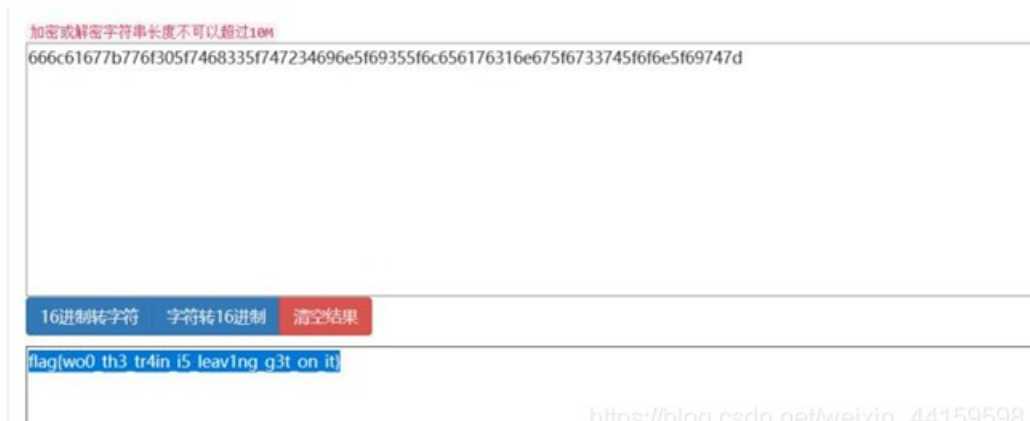 加密或解密字符串长度不可以超过10M
666c61677b776f305f7468335f747234696e5f69355f6c656176316e675f6733745f6f6e5f69747d
16进制转字符 字符转16进制 清空结果
flag{wo0_th3_tr4in_i5_leav1ng_g3t_on_it}
https://blog.csdn.net/weixin_44159598